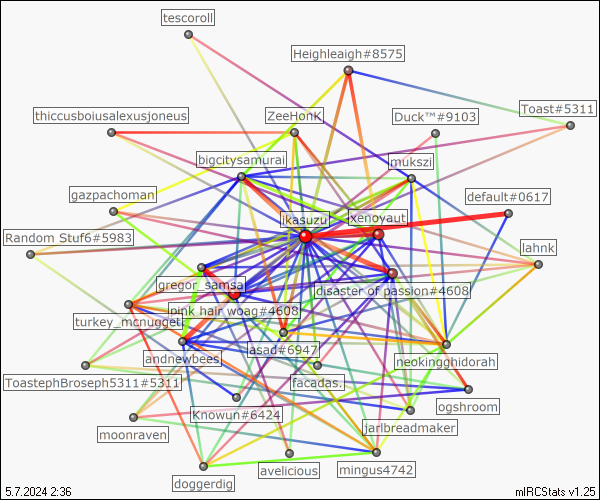 tescoroll
Heighleaigh#8575
Toast#5311
thiccusboiusalexusjoneus
ZeeHonK
Duck™#9103
bigcitysamurai
mukszi
gazpachoman
default#0617
jkasuzu
xenoyaut
Random Stuf6#5983
lahnk
gregor_samsa
disaster of passion#4608
pink hair woag#4608
turkey_mcnugget
asad#6947
andnewbees
neokingghidorah
ToastephBroseph5311#5311
facadas.
Knowun#6424
ogshroom
moonraven
jarlbreadmaker
doggerdig
avelicious
mingus4742
5.7.2024 2:36
mIRCStats v1.25